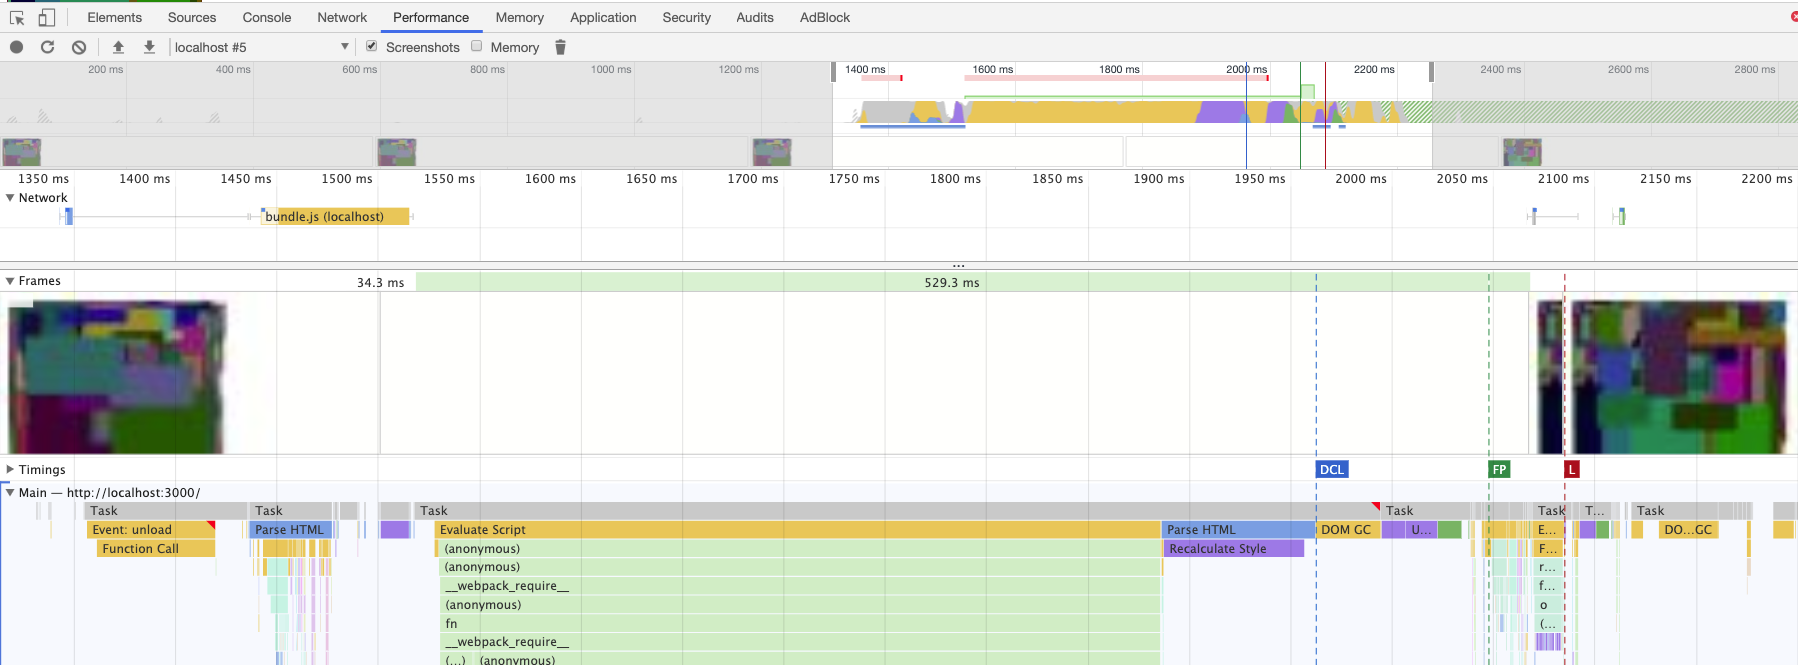 Elements Sources Console Network Performance Memory Application Security Audits AdBlock
localhost #5 Screenshots Memory
200 ms 400 ms 600 ms 800 ms 1000 ms 1200 ms 1400 ms 1600 ms 1800 ms 2000 ms 2200 ms 2400 ms 2600 ms 2800 ms
1350 ms 1400 ms 1450 ms 1500 ms 1550 ms 1600 ms 1650 ms 1700 ms 1750 ms 1800 ms 1850 ms 1900 ms 1950 ms 2000 ms 2050 ms 2100 ms 2150 ms 2200 ms
Network
bundle.js (localhost)
...
Frames 34.3 ms 529.3 ms
Timings DCL FP L
Main — http://localhost:3000/
Task Task Task Task Task T... Task
Event: unload Parse HTML Evaluate Script Parse HTML DOM GC U... E... DO...GC
Function Call (anonymous) Recalculate Style F...
(anonymous) r...
__webpack_require__ f...
(anonymous) o
fn (...
__webpack_require__
(...) (anonymous)